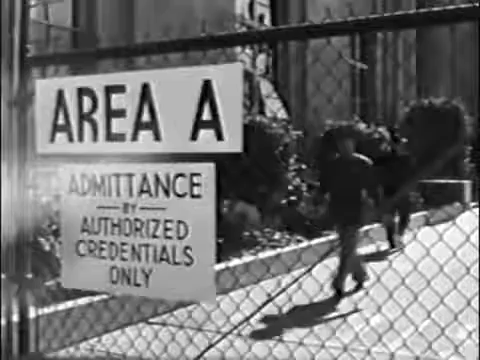 AREA A
ADMITTANCE
BY
AUTHORIZED
CREDENTIALS
ONLY